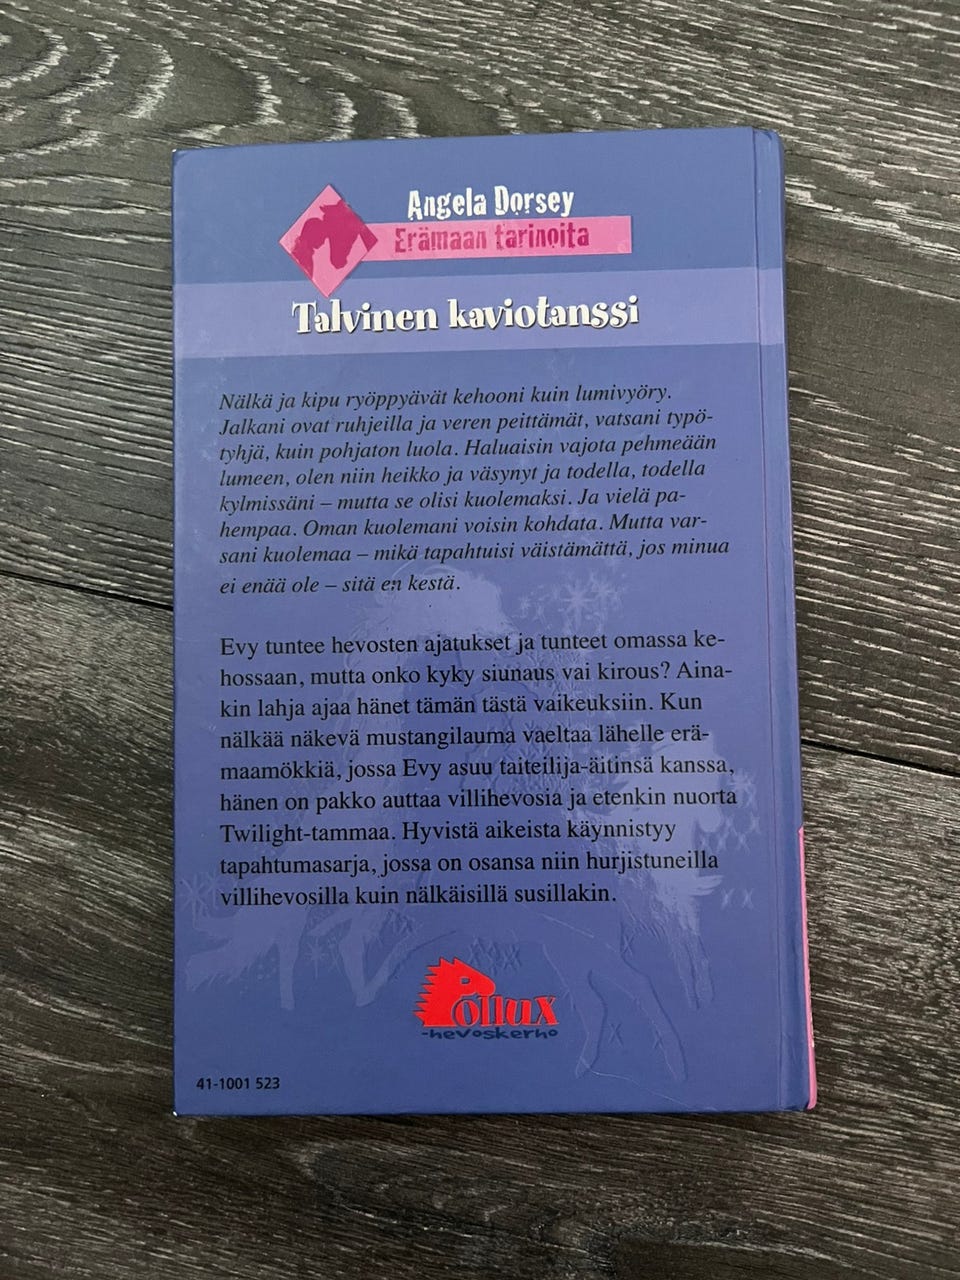 Angela Dorsey
Erämaan tarinoita
Talvinen kaviotanssi
Nälkä ja kipu ryöppyävät kehooni kuin lumivyöry.
Jalkani ovat ruhjeilla ja veren peittämät, vatsani typö-
tyhjä, kuin pohjaton luola. Haluaisin vajota pehmeään
lumeen, olen niin heikko ja väsynyt ja todella, todella
kylmissäni – mutta se olisi kuolemaksi. Ja vielä pa-
hempaa. Oman kuolemani voisin kohdata. Mutta var-
sani kuolemaa – mikä tapahtuisi väistämättä, jos minua
ei enää ole – sitä en kestä.
Evy tuntee hevosten ajatukset ja tunteet omassa ke-
hossaan, mutta onko kyky siunaus vai kirous? Aina-
kin lahja ajaa hänet tämän tästä vaikeuksiin. Kun
nälkää näkevä mustangilauma vaeltaa lähelle erä-
maamökkiä, jossa Evy asuu taiteilija-äitinsä kanssa,
hänen on pakko auttaa villihevosia ja etenkin nuorta
Twilight-tammaa. Hyvistä aikeista käynnistyy
tapahtumasarja, jossa on osansa niin hurjistuneilla
villihevosilla kuin nälkäisillä susillakin.
Pollux
-hevoskerho
41-1001 523